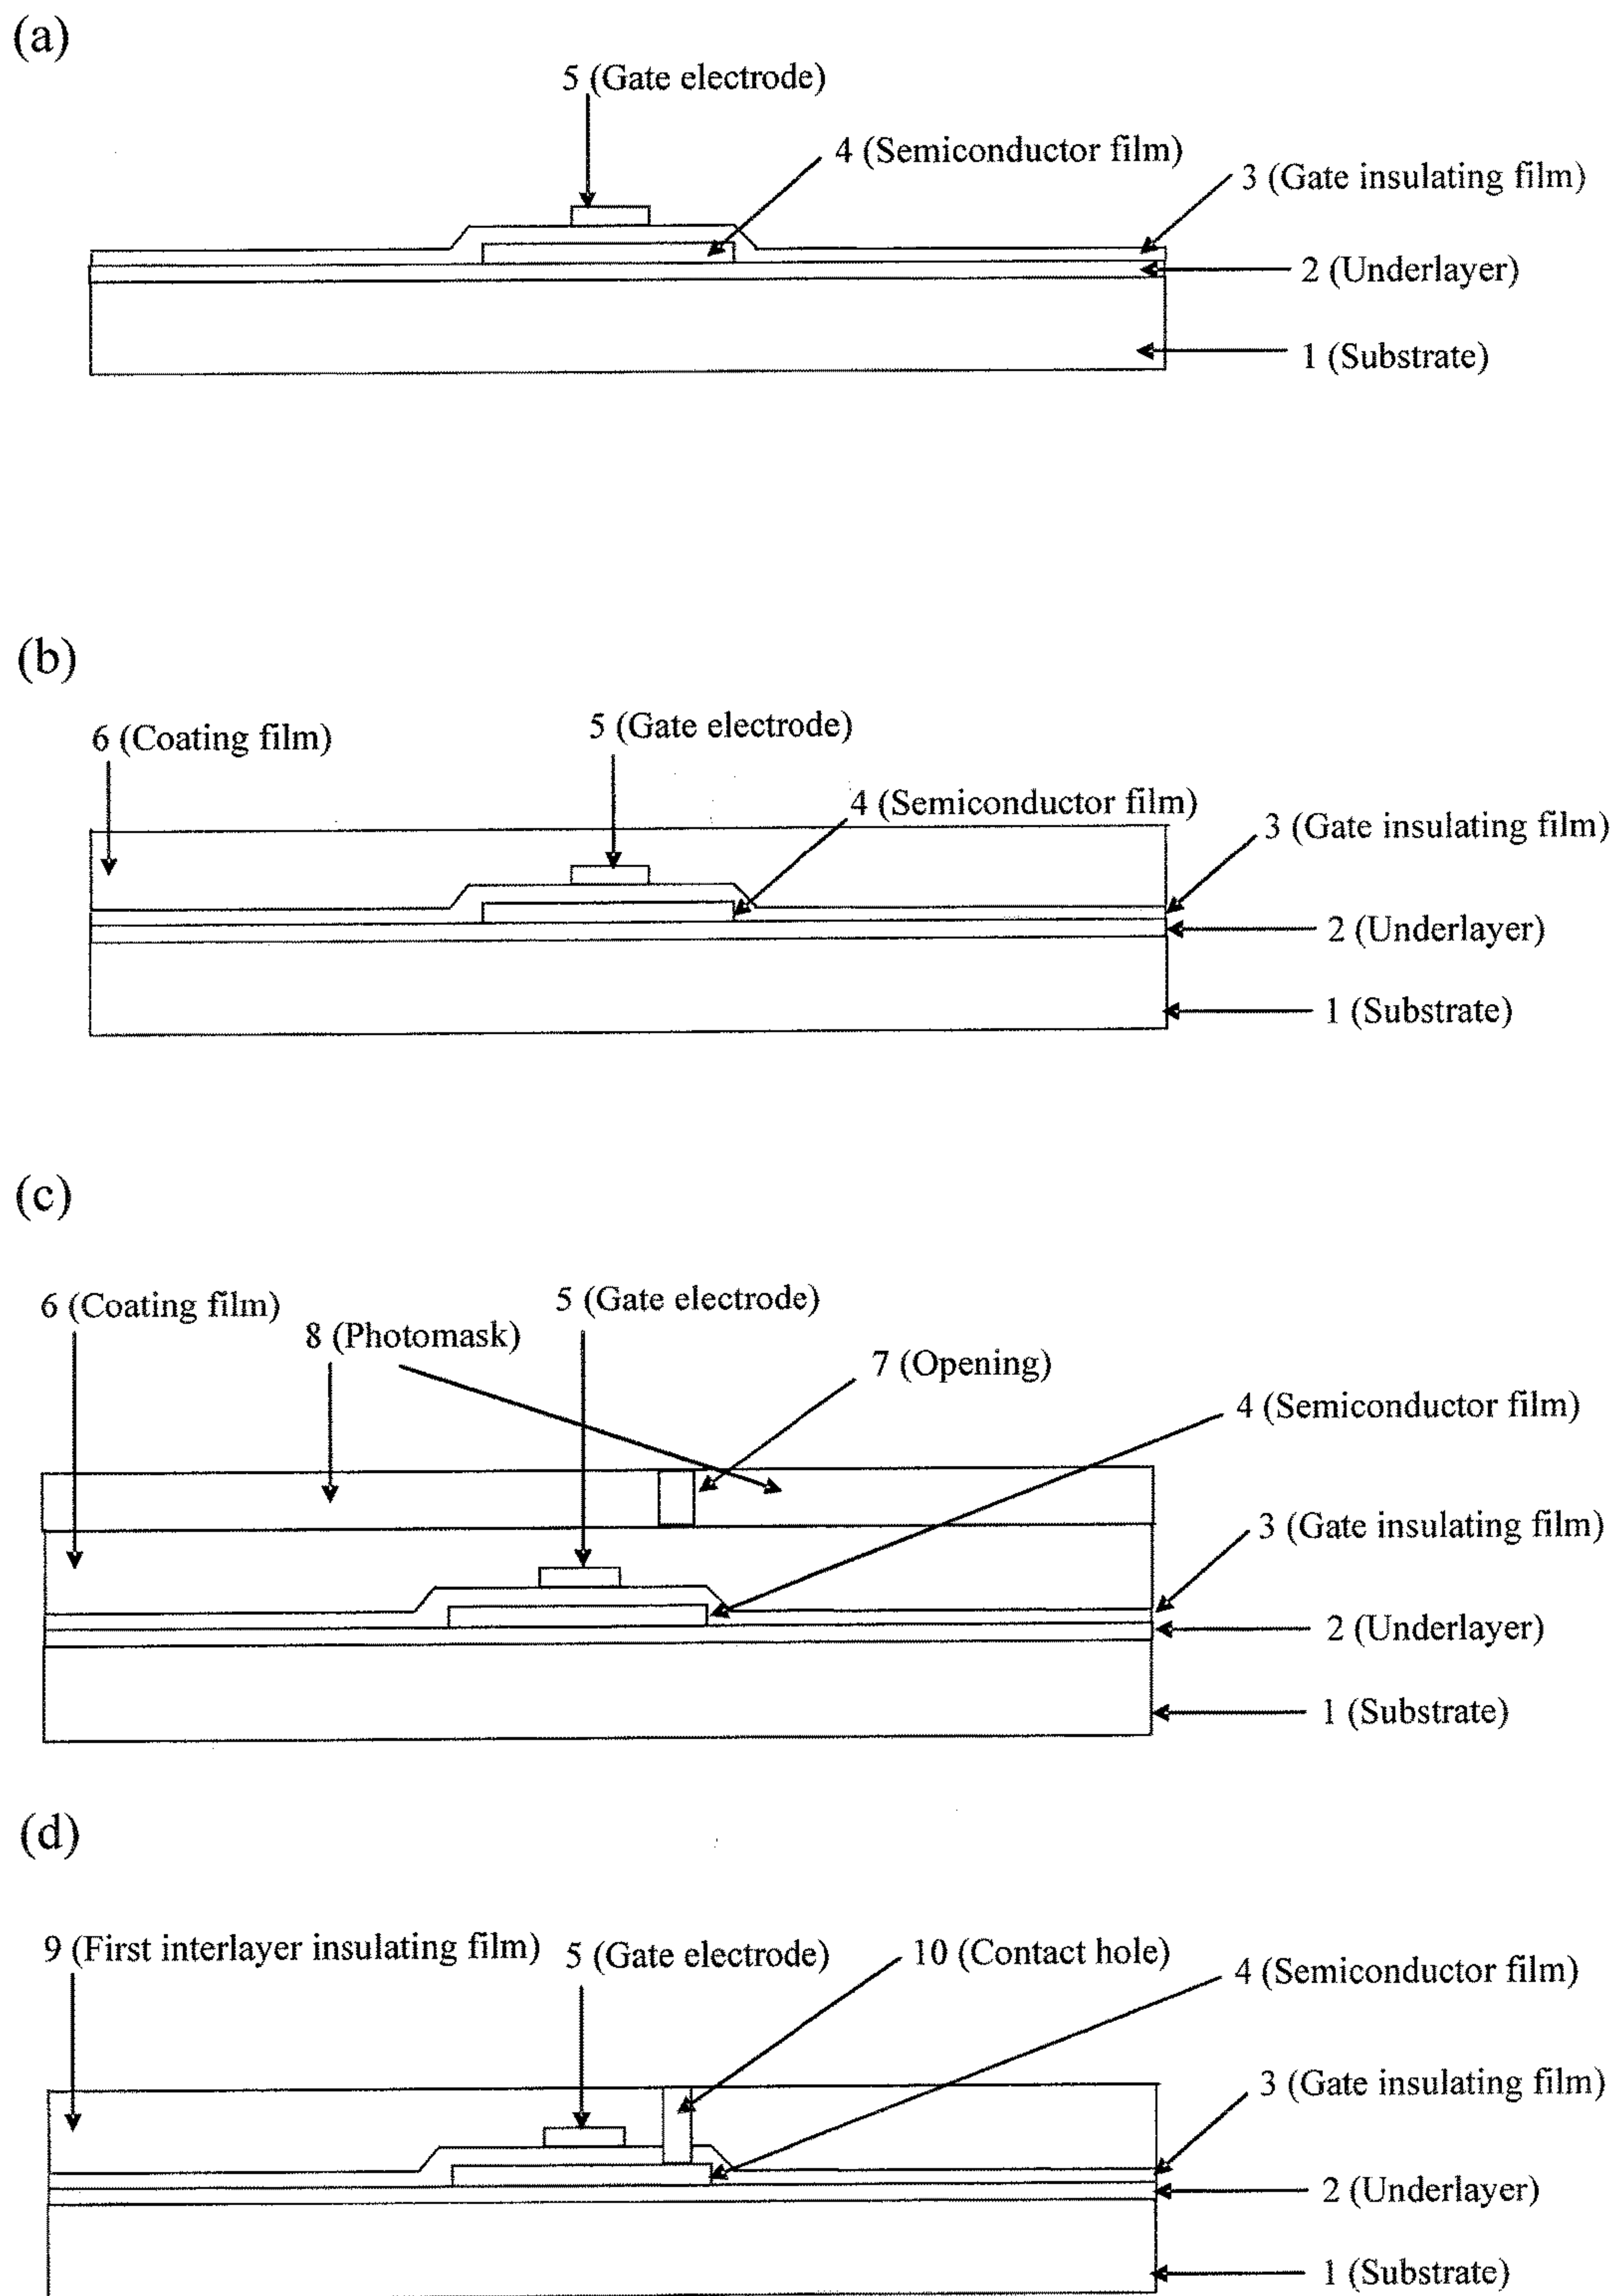 (a)
5 (Gate electrode)
4 (Semiconductor film)
3 (Gate insulating film)
2 (Underlayer)
1 (Substrate)
(b)
6 (Coating film)
5 (Gate electrode)
4 (Semiconductor film)
3 (Gate insulating film)
2 (Underlayer)
1 (Substrate)
(c)
6 (Coating film)
5 (Gate electrode)
8 (Photomask)
7 (Opening)
4 (Semiconductor film)
3 (Gate insulating film)
2 (Underlayer)
1 (Substrate)
(d)
9 (First interlayer insulating film)
5 (Gate electrode)
10 (Contact hole)
4 (Semiconductor film)
3 (Gate insulating film)
2 (Underlayer)
1 (Substrate)